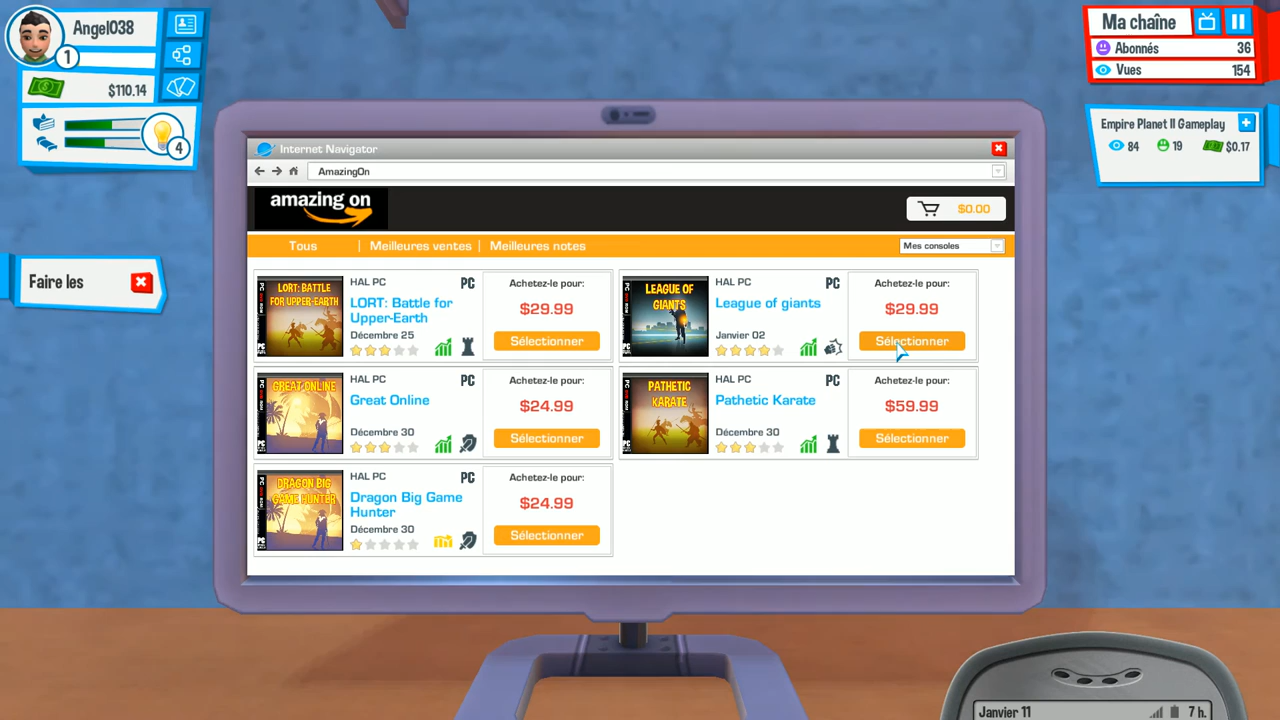 Angel038
1
$110.14
4
Faire les
Ma chaîne
Abonnés 36
Vues 154
Empire Planet II Gameplay
84 19 $0.17
Internet Navigator
AmazingOn
amazing on
$0.00
Tous | Meilleures ventes | Meilleures notes
Mes consoles
LORT: BATTLE FOR UPPER-EARTH
HAL PC PC
LORT: Battle for Upper-Earth
Décembre 25
Achetez-le pour:
$29.99
Sélectionner
LEAGUE OF GIANTS
HAL PC PC
League of giants
Janvier 02
Achetez-le pour:
$29.99
Sélectionner
GREAT ONLINE
HAL PC PC
Great Online
Décembre 30
Achetez-le pour:
$24.99
Sélectionner
PATHETIC KARATE
HAL PC PC
Pathetic Karate
Décembre 30
Achetez-le pour:
$59.99
Sélectionner
DRAGON BIG GAME HUNTER
HAL PC PC
Dragon Big Game Hunter
Décembre 30
Achetez-le pour:
$24.99
Sélectionner
Janvier 11 7 h.